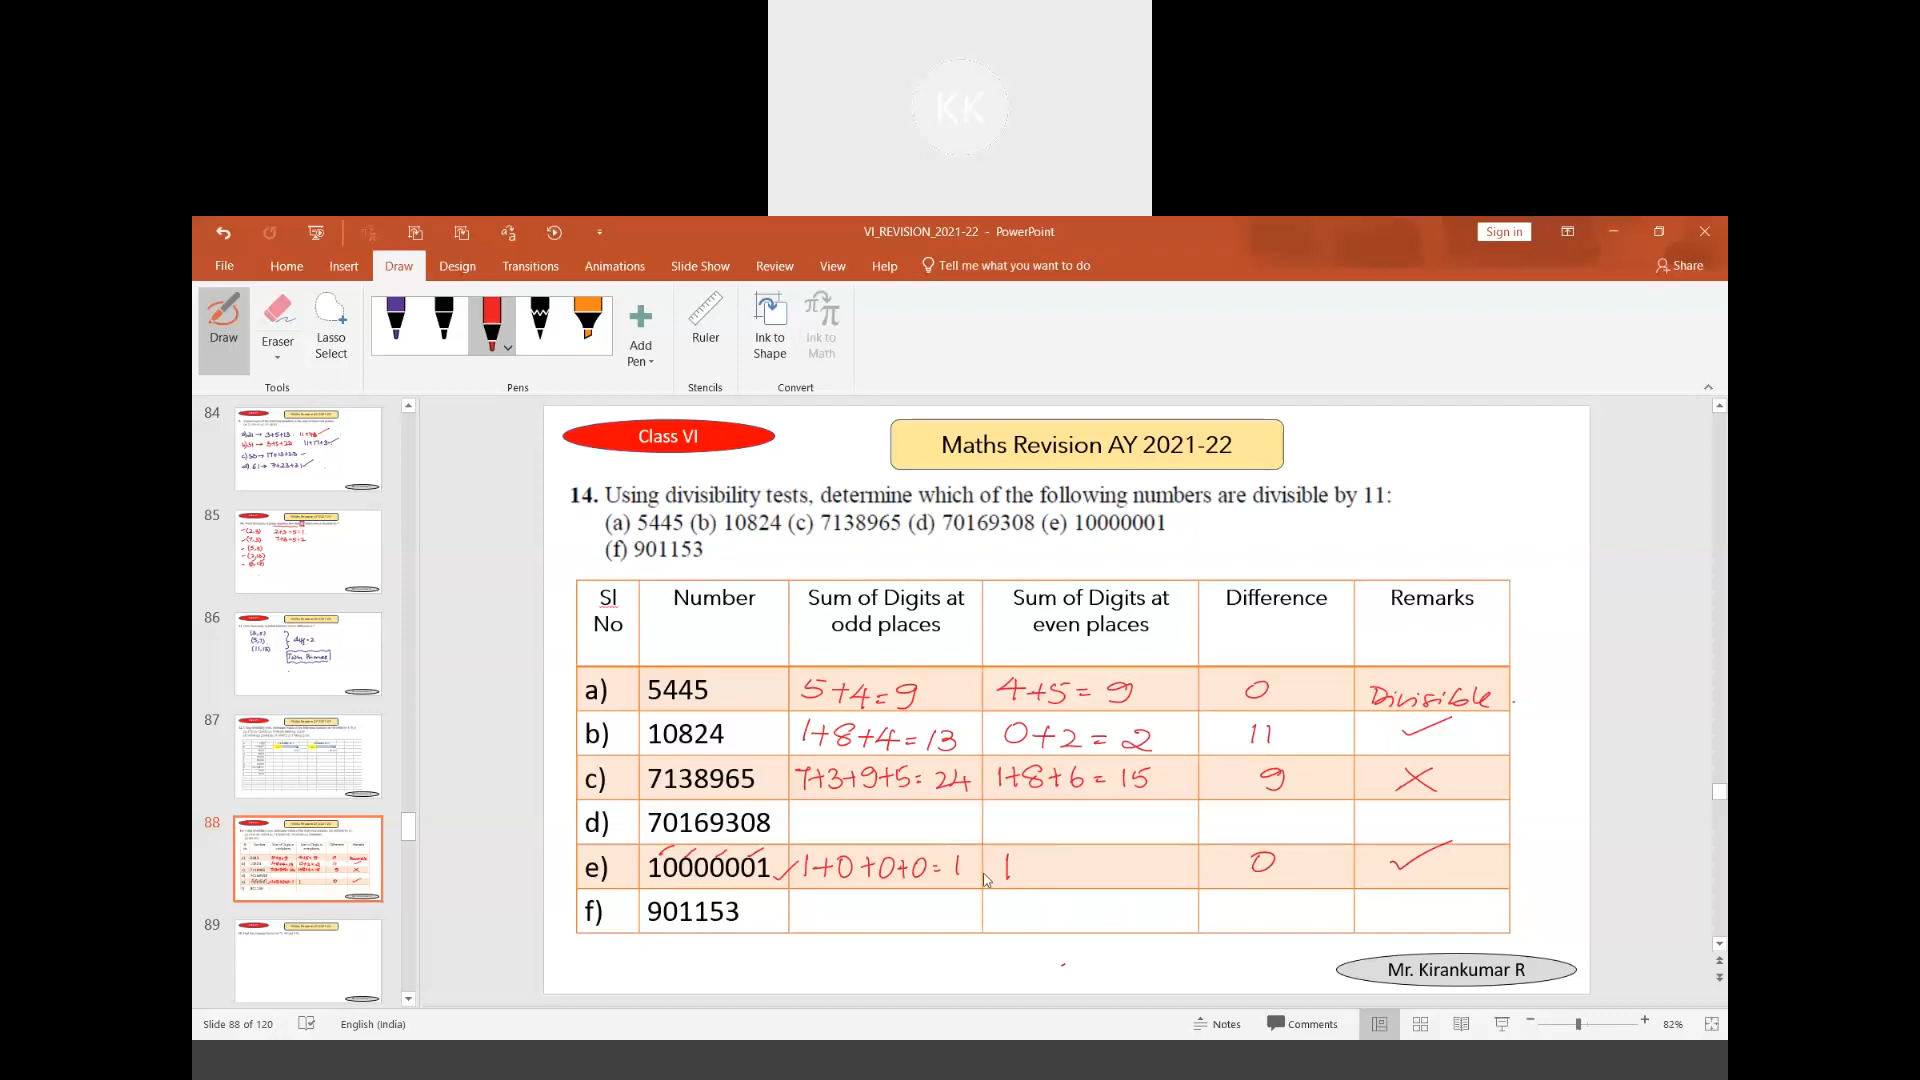 KK
VI_REVISION_2021-22 - PowerPoint
Sign in
File Home Insert Draw Design Transitions Animations Slide Show Review View Help Tell me what you want to do Share
Draw Eraser Lasso Select Add Pen Ruler Ink to Shape Ink to Math
Tools Pens Stencils Convert
84
85
86
87
88
89
Class VI
Maths Revision AY 2021-22
14. Using divisibility tests, determine which of the following numbers are divisible by 11:
(a) 5445 (b) 10824 (c) 7138965 (d) 70169308 (e) 10000001
(f) 901153
Sl No Number Sum of Digits at odd places Sum of Digits at even places Difference Remarks
a) 5445 5+4=9 4+5=9 0 Divisible
b) 10824 1+8+4=13 0+2=2 11 ✓
c) 7138965 7+3+9+5=24 1+8+6=15 9 ×
d) 70169308
e) 10000001 ✓ 1+0+0+0=1 1 0 ✓
f) 901153
Mr. Kirankumar R
Slide 88 of 120 English (India) Notes Comments 82%